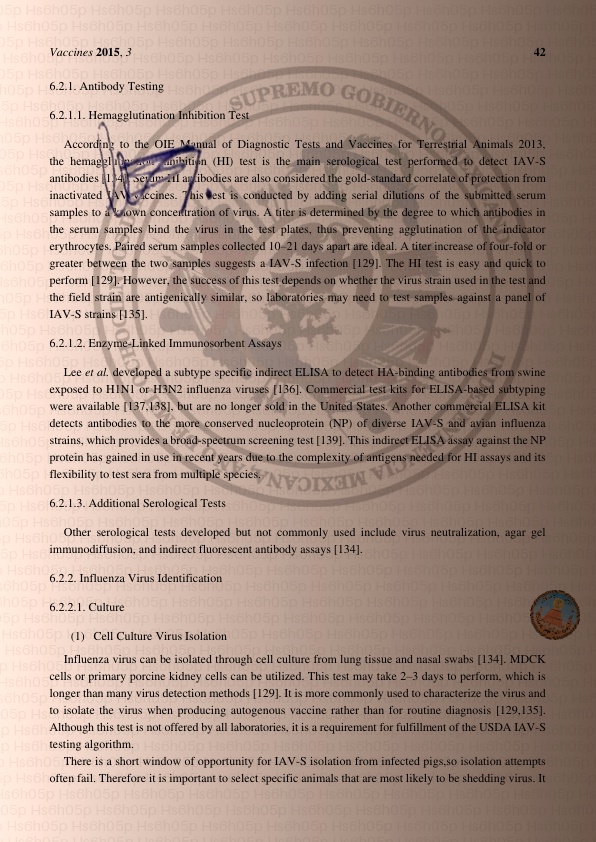 Vaccines 2015, 3
42
6.2.1. Antibody Testing
6.2.1.1. Hemagglutination Inhibition Test
According to the OIE Manual of Diagnostic Tests and Vaccines for Terrestrial Animals 2013,
the inhibition (HI) test is the main serological test performed to detect IAV-S
antibodies [134]. Serum HI antibodies are also considered the gold-standard correlate of protection from
inactivated IAV vaccines. This test is conducted by adding serial dilutions of the submitted serum
samples to a known concentration of virus. A titer is determined by the degree to which antibodies in
the serum samples bind the virus in the test plates, thus preventing agglutination of the indicator
erythrocytes. Paired serum samples collected 10–21 days apart are ideal. A titer increase of four-fold or
greater between the two samples suggests a IAV-S infection [129]. The HI test is easy and quick to
perform [129]. However, the success of this test depends on whether the virus strain used in the test and
the field strain are antigenically similar, so laboratories may need to test samples against a panel of
IAV-S strains [135].
6.2.1.2. Enzyme-Linked Immunosorbent Assays
Lee et al. developed a subtype specific indirect ELISA to detect HA-binding antibodies from swine
exposed to H1N1 or H3N2 influenza viruses [136]. Commercial test kits for ELISA-based subtyping
were available [137,138], but are no longer sold in the United States. Another commercial ELISA kit
detects antibodies to the more conserved nucleoprotein (NP) of diverse IAV-S and avian influenza
strains, which provides a broad-spectrum screening test [139]. This indirect ELISA assay against the NP
protein has gained in use in recent years due to the complexity of antigens needed for HI assays and its
flexibility to test sera from multiple species.
6.2.1.3. Additional Serological Tests
Other serological tests developed but not commonly used include virus neutralization, agar gel
immunodiffusion, and indirect fluorescent antibody assays [134].
6.2.2. Influenza Virus Identification
6.2.2.1. Culture
(1) Cell Culture Virus Isolation
Influenza virus can be isolated through cell culture from lung tissue and nasal swabs [134]. MDCK
cells or primary porcine kidney cells can be utilized. This test may take 2–3 days to perform, which is
longer than many virus detection methods [129]. It is more commonly used to characterize the virus and
to isolate the virus when producing autogenous vaccine rather than for routine diagnosis [129,135].
Although this test is not offered by all laboratories, it is a requirement for fulfillment of the USDA IAV-S
testing algorithm.
There is a short window of opportunity for IAV-S isolation from infected pigs,so isolation attempts
often fail. Therefore it is important to select specific animals that are most likely to be shedding virus. It
SUPREMO GOBIERNO
MEXICANA
Hs6h05p